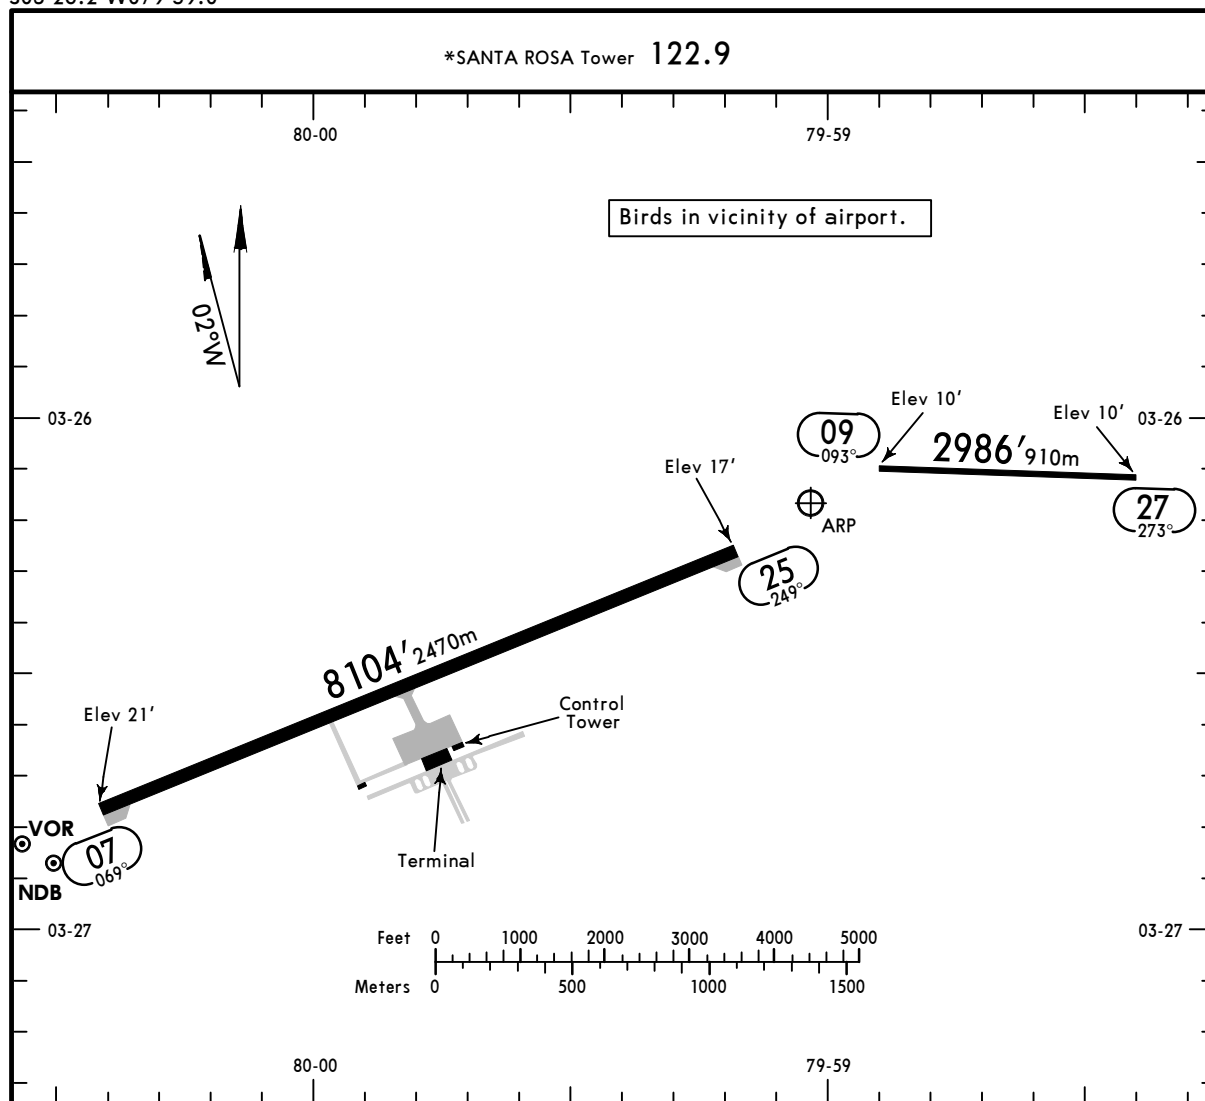 *SANTA ROSA Tower 122.9
80-00 79-59
Birds in vicinity of airport.
02°W
03-26
Elev 10'
Elev 10'
03-26
09
093°
2986' 910m
27
273°
Elev 17'
ARP
25
249°
8104' 2470m
Control
Tower
Elev 21'
VOR
NDB
07
069°
Terminal
03-27
03-27
Feet 0 1000 2000 3000 4000 5000
Meters 0 500 1000 1500
80-00 79-59